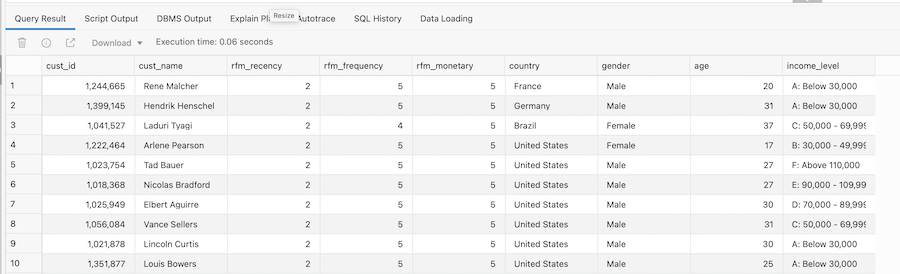 Query Result Script Output DBMS Output Explain Pla Autotrace SQL History Data Loading
Resize
Download Execution time: 0.06 seconds
cust_id cust_name rfm_recency rfm_frequency rfm_monetary country gender age income_level
1 1,244,665 Rene Malcher 2 5 5 France Male 20 A: Below 30,000
2 1,399,145 Hendrik Henschel 2 5 5 Germany Male 31 A: Below 30,000
3 1,041,527 Laduri Tyagi 2 4 5 Brazil Female 37 C: 50,000 - 69,999
4 1,222,464 Arlene Pearson 2 5 5 United States Female 17 B: 30,000 - 49,999
5 1,023,754 Tad Bauer 2 5 5 United States Male 27 F: Above 110,000
6 1,018,368 Nicolas Bradford 2 5 5 United States Male 27 E: 90,000 - 109,99
7 1,025,949 Elbert Aguirre 2 5 5 United States Male 30 D: 70,000 - 89,999
8 1,056,084 Vance Sellers 2 5 5 United States Male 31 C: 50,000 - 69,999
9 1,021,878 Lincoln Curtis 2 5 5 United States Male 30 A: Below 30,000
10 1,351,877 Louis Bowers 2 5 5 United States Male 25 A: Below 30,000